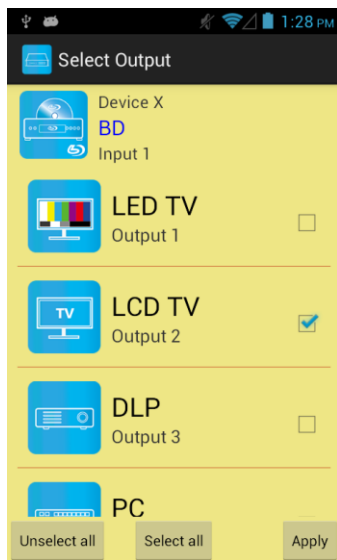 1:28 PM
Select Output
Device X
BD
Input 1
LED TV
Output 1
TV
LCD TV
Output 2
DLP
Output 3
PC
Unselect all
Select all
Apply